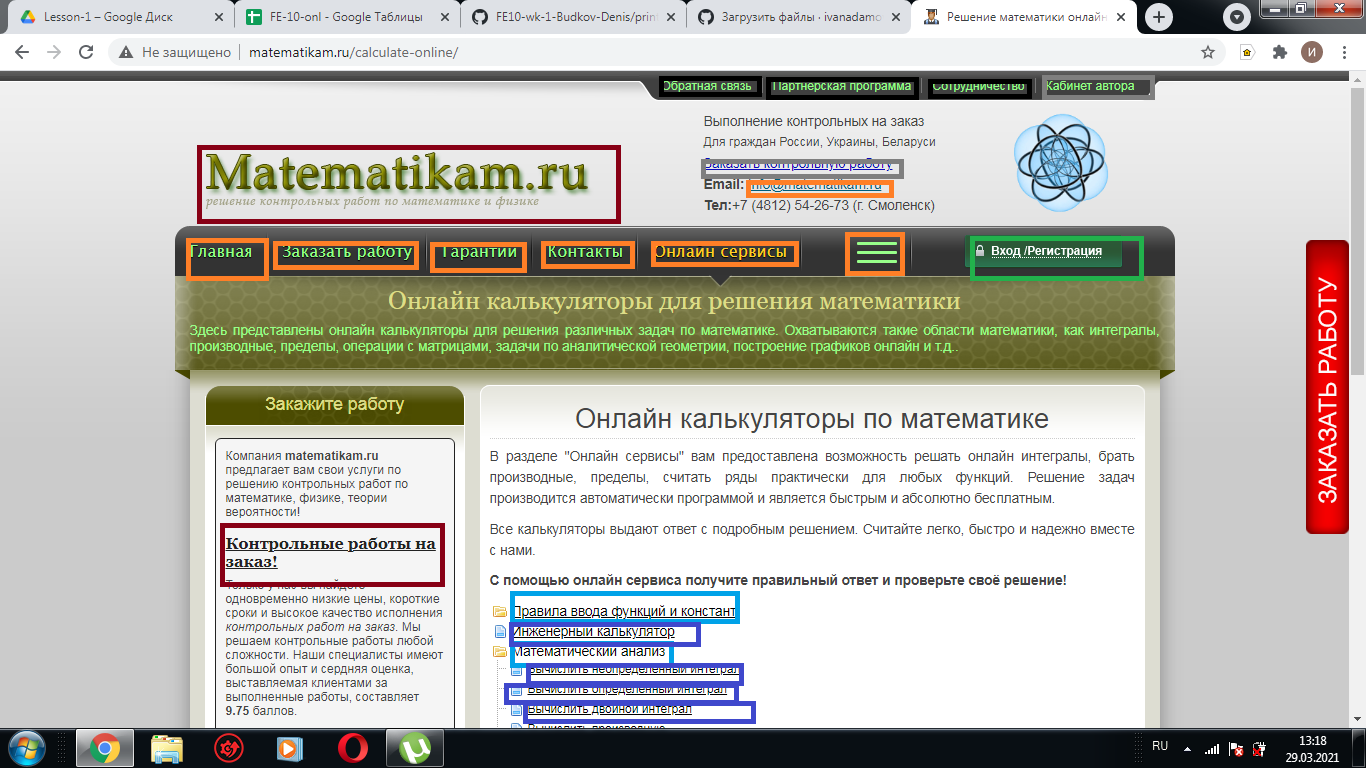 Lesson-1 – Google Диск
FE-10-onl - Google Таблицы
FE10-wk-1-Budkov-Denis/print
Загрузить файлы · ivanadamo
Решение математики онлайн
Не защищено
matematikam.ru/calculate-online/
И
Обратная связь
Партнерская программа
Сотрудничество
Кабинет автора
Выполнение контрольных на заказ
Для граждан России, Украины, Беларуси
Заказать контрольную работу
Email: info@matematikam.ru
Тел:+7 (4812) 54-26-73 (г. Смоленск)
Matematikam.ru
решение контрольных работ по математике и физике
Главная
Заказать работу
Гарантии
Контакты
Онлайн сервисы
Вход /Регистрация
Онлайн калькуляторы для решения математики
Здесь представлены онлайн калькуляторы для решения различных задач по математике. Охватываются такие области математики, как интегралы,
производные, пределы, операции с матрицами, задачи по аналитической геометрии, построение графиков онлайн и т.д..
ЗАКАЗАТЬ РАБОТУ
Закажите работу
Компания matematikam.ru
предлагает вам свои услуги по
решению контрольных работ по
математике, физике, теории
вероятности!
Контрольные работы на
заказ!
Только у нас вы найдете
одновременно низкие цены, короткие
сроки и высокое качество исполнения
контрольных работ на заказ. Мы
решаем контрольные работы любой
сложности. Наши специалисты имеют
большой опыт и сердняя оценка,
выставляемая клиентами за
выполненные работы, составляет
9.75 баллов.
Онлайн калькуляторы по математике
В разделе "Онлайн сервисы" вам предоставлена возможность решать онлайн интегралы, брать
производные, пределы, считать ряды практически для любых функций. Решение задач
производится автоматически программой и является быстрым и абсолютно бесплатным.
Все калькуляторы выдают ответ с подробным решением. Считайте легко, быстро и надежно вместе
с нами.
С помощью онлайн сервиса получите правильный ответ и проверьте своё решение!
Правила ввода функций и констант
Инженерный калькулятор
Математический анализ
Вычислить неопределенный интеграл
Вычислить определенный интеграл
Вычислить двойной интеграл
Вычислить производную
RU
13:18
29.03.2021